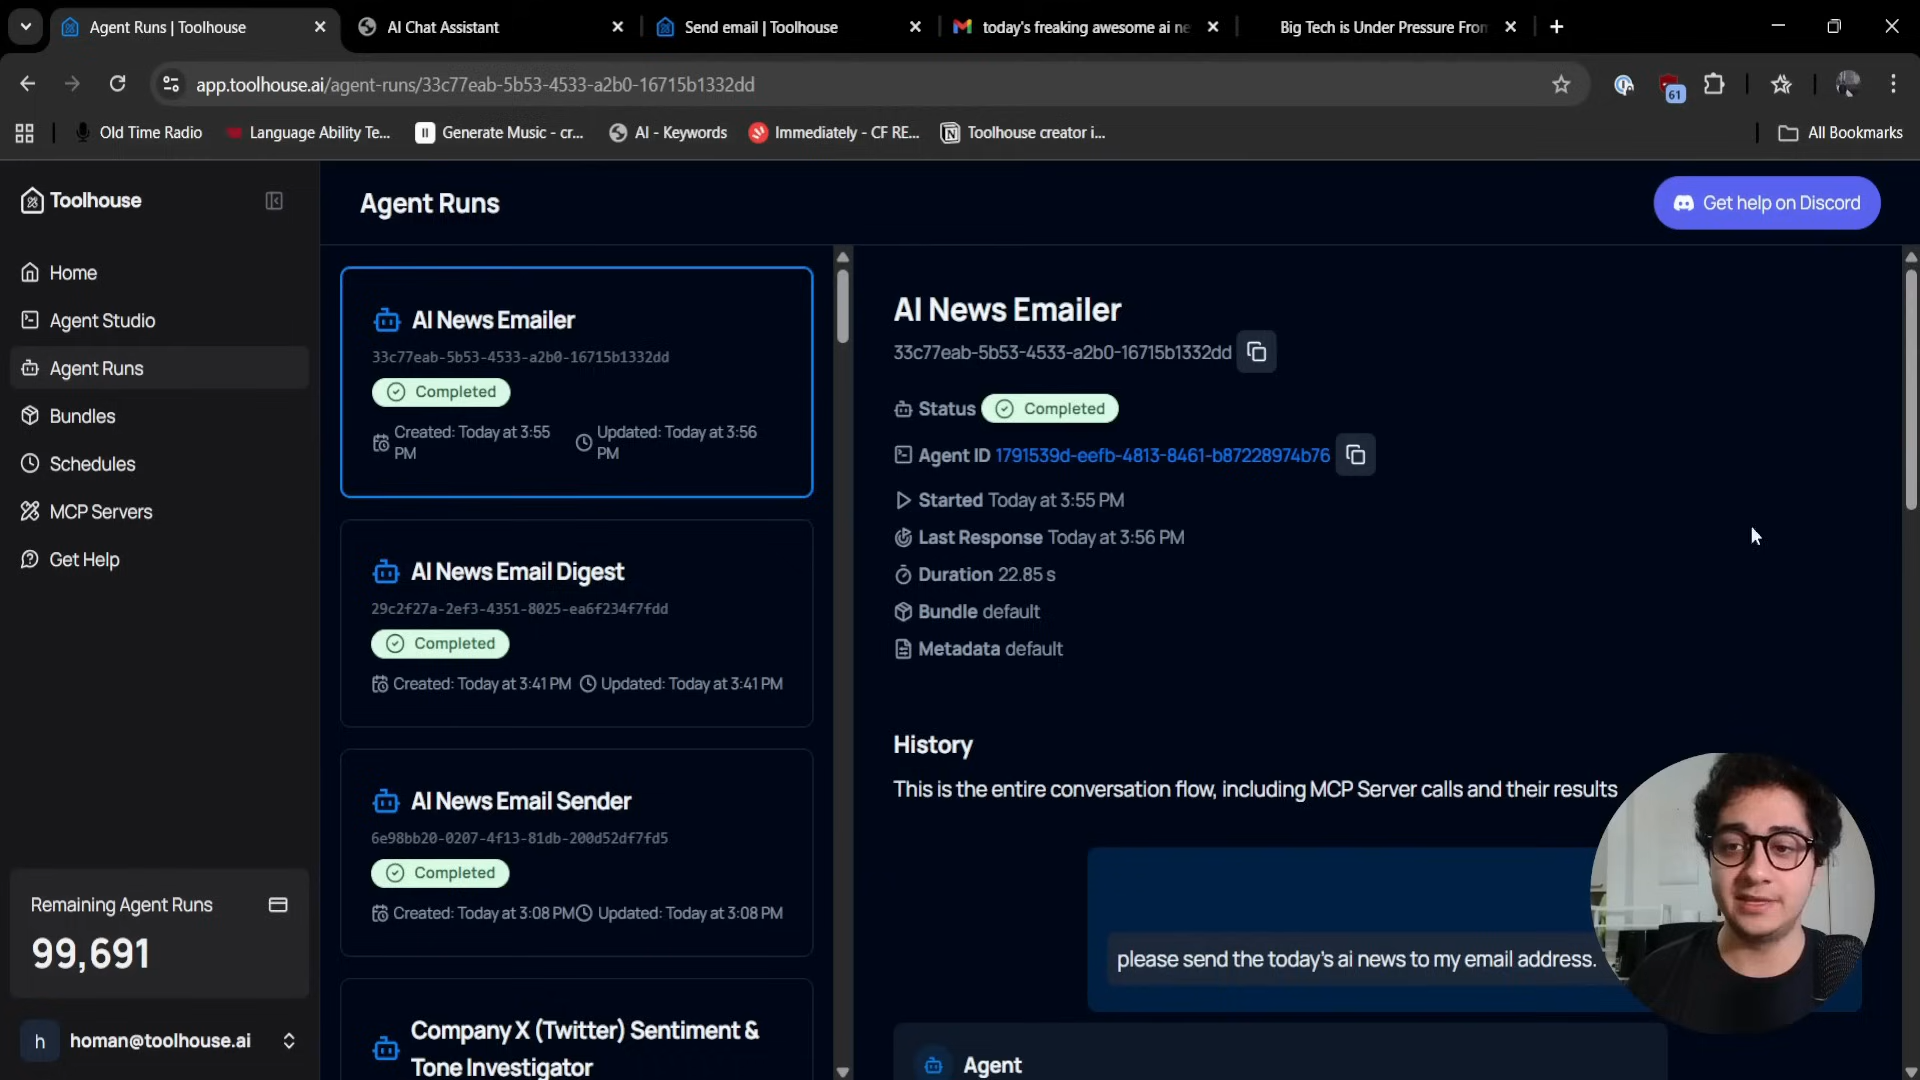 Agent Runs | Toolhouse
AI Chat Assistant
Send email | Toolhouse
today's freaking awesome ai ne
Big Tech is Under Pressure From
app.toolhouse.ai/agent-runs/33c77eab-5b53-4533-a2b0-16715b1332dd
61
Old Time Radio
Language Ability Te...
Generate Music - cr...
AI - Keywords
Immediately - CF RE...
Toolhouse creator i...
All Bookmarks
Toolhouse
Home
Agent Studio
Agent Runs
Bundles
Schedules
MCP Servers
Get Help
Remaining Agent Runs
99,691
h
homan@toolhouse.ai
Agent Runs
Get help on Discord
AI News Emailer
33c77eab-5b53-4533-a2b0-16715b1332dd
Completed
Created: Today at 3:55 PM
Updated: Today at 3:56 PM
AI News Email Digest
29c2f27a-2ef3-4351-8025-ea6f234f7fdd
Completed
Created: Today at 3:41 PM
Updated: Today at 3:41 PM
AI News Email Sender
6e98bb20-0207-4f13-81db-200d52df7fd5
Completed
Created: Today at 3:08 PM
Updated: Today at 3:08 PM
Company X (Twitter) Sentiment &
Tone Investigator
AI News Emailer
33c77eab-5b53-4533-a2b0-16715b1332dd
Status Completed
Agent ID 1791539d-eefb-4813-8461-b87228974b76
Started Today at 3:55 PM
Last Response Today at 3:56 PM
Duration 22.85 s
Bundle default
Metadata default
History
This is the entire conversation flow, including MCP Server calls and their results
please send the today's ai news to my email address.
Agent